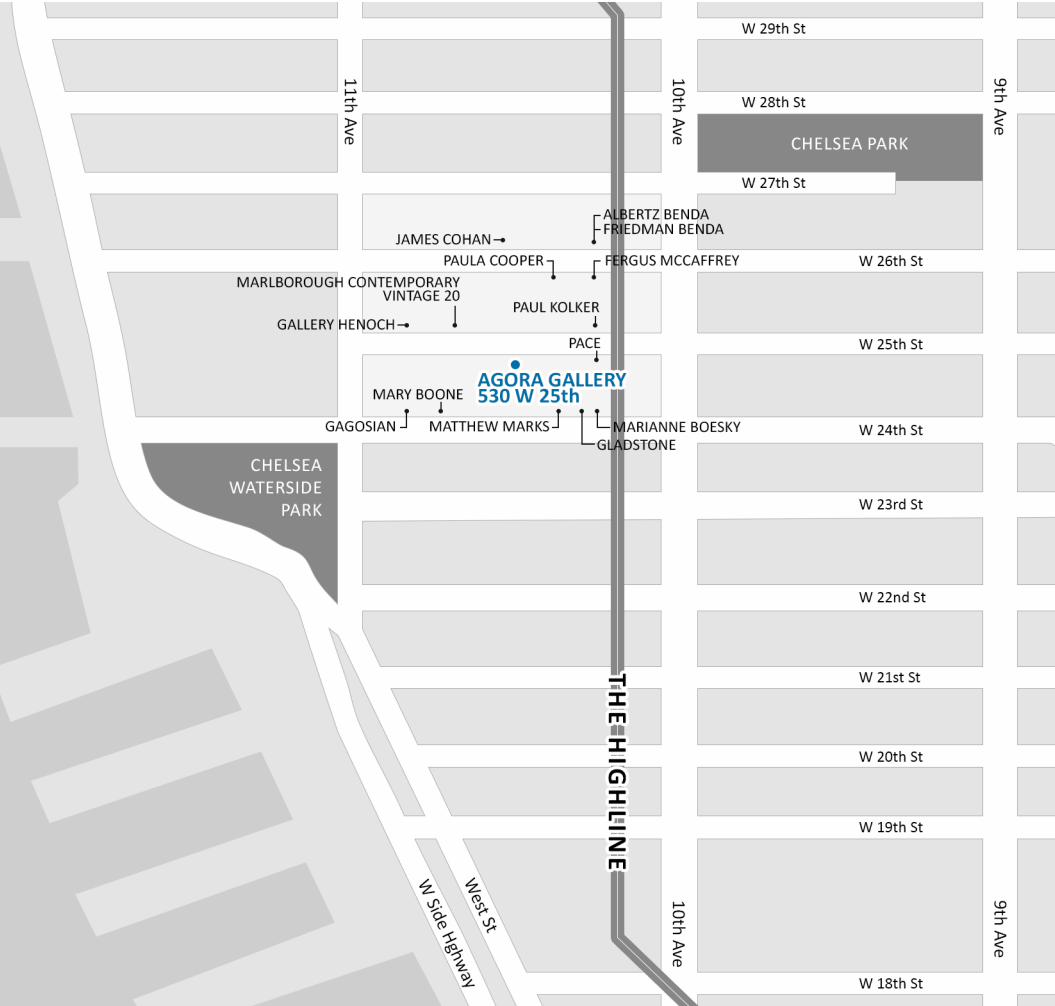 W 29th St
11th Ave
10th Ave
9th Ave
W 28th St
CHELSEA PARK
W 27th St
ALBERTZ BENDA
FRIEDMAN BENDA
JAMES COHAN
PAULA COOPER
FERGUS MCCAFFREY
W 26th St
MARLBOROUGH CONTEMPORARY
VINTAGE 20
PAUL KOLKER
GALLERY HENOCH
PACE
W 25th St
AGORA GALLERY
530 W 25th
MARY BOONE
GAGOSIAN
MATTHEW MARKS
MARIANNE BOESKY
W 24th St
GLADSTONE
CHELSEA
WATERSIDE
PARK
W 23rd St
W 22nd St
W 21st St
THE HIGHLINE
W 20th St
W 19th St
W Side Hghway
West St
10th Ave
9th Ave
W 18th St